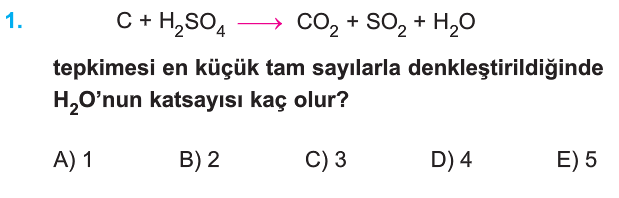 1. C + H₂SO₄ ⟶ CO₂ + SO₂ + H₂O
tepkimesi en küçük tam sayılarla denkleştirildiğinde
H₂O’nun katsayısı kaç olur?
A) 1 B) 2 C) 3 D) 4 E) 5